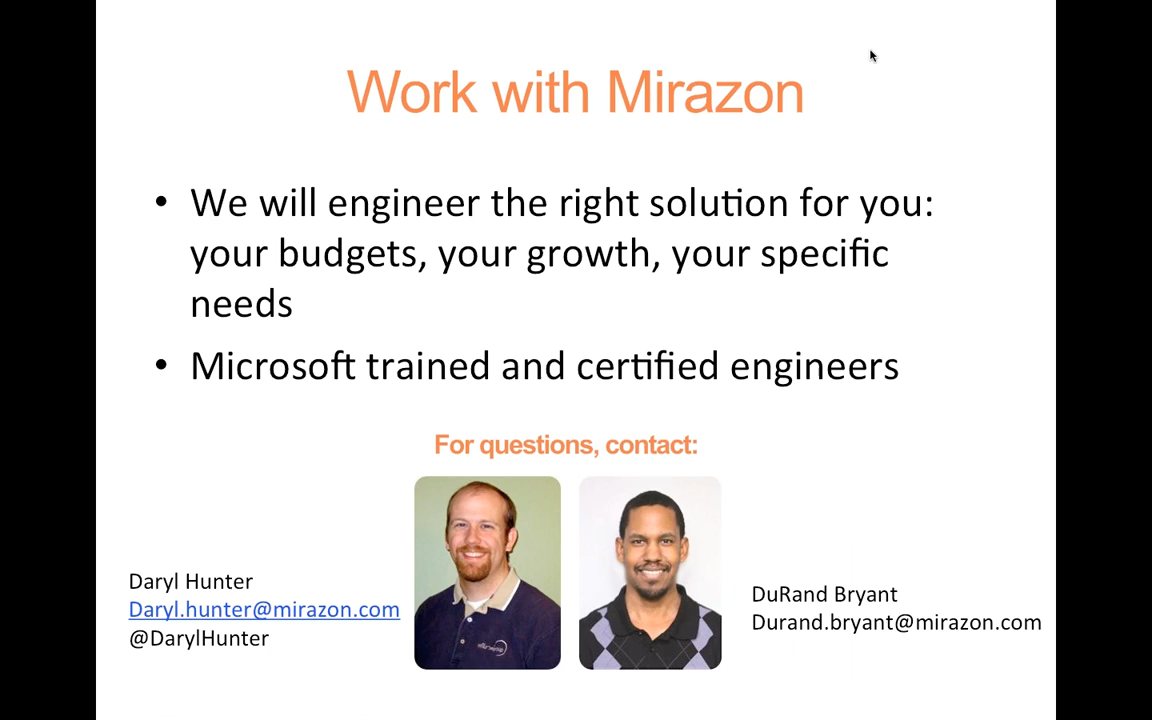 Work with Mirazon
• We will engineer the right solution for you:
your budgets, your growth, your specific
needs
• Microsoft trained and certified engineers
For questions, contact:
Daryl Hunter
Daryl.hunter@mirazon.com
@DarylHunter
DuRand Bryant
Durand.bryant@mirazon.com